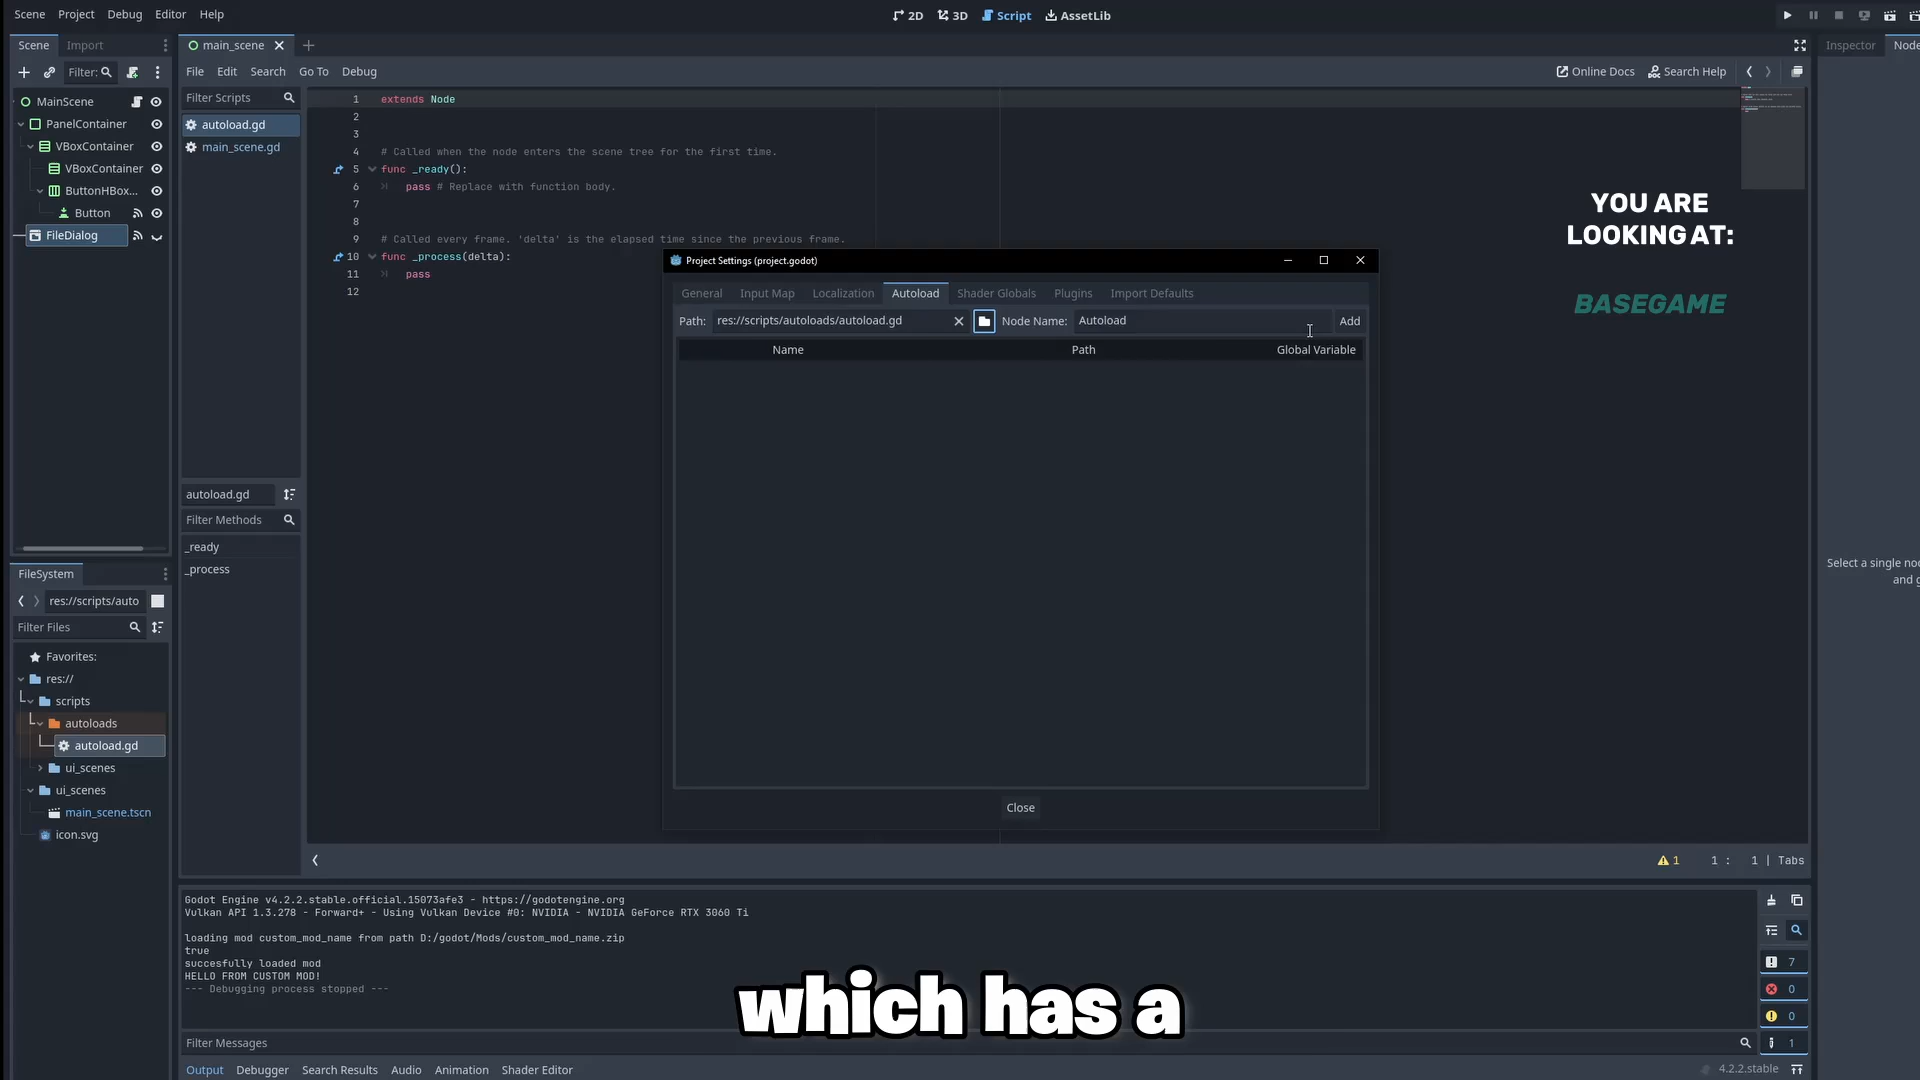 Scene Project Debug Editor Help
2D 3D Script AssetLib
Scene Import
main_scene
Inspector Node
Filter:
File Edit Search Go To Debug
Online Docs Search Help
MainScene
PanelContainer
VBoxContainer
VBoxContainer
ButtonHBox...
Button
FileDialog
Filter Scripts
autoload.gd
main_scene.gd
1 extends Node
2
3
4 # Called when the node enters the scene tree for the first time.
5 func _ready():
6 pass # Replace with function body.
7
8
9 # Called every frame. 'delta' is the elapsed time since the previous frame.
10 func _process(delta):
11 pass
12
YOU ARE
LOOKING AT:
BASEGAME
Project Settings (project.godot)
General Input Map Localization Autoload Shader Globals Plugins Import Defaults
Path: res://scripts/autoloads/autoload.gd Node Name: Autoload Add
Name Path Global Variable
Close
autoload.gd
Filter Methods
_ready
_process
Select a single no
and
FileSystem
res://scripts/auto
Filter Files
Favorites:
res://
scripts
autoloads
autoload.gd
ui_scenes
ui_scenes
main_scene.tscn
icon.svg
1 1 : 1 | Tabs
Godot Engine v4.2.2.stable.official.15073afe3 - https://godotengine.org
Vulkan API 1.3.278 - Forward+ - Using Vulkan Device #0: NVIDIA - NVIDIA GeForce RTX 3060 Ti
loading mod custom_mod_name from path D:/godot/Mods/custom_mod_name.zip
true
succesfully loaded mod
HELLO FROM CUSTOM MOD!
--- Debugging process stopped ---
7
0
0
1
which has a
Filter Messages
Output Debugger Search Results Audio Animation Shader Editor
4.2.2.stable